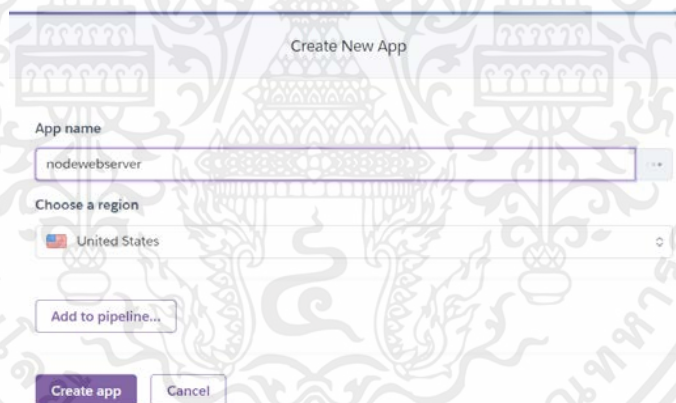 Create New App
App name
nodewebserver
Choose a region
United States
Add to pipeline...
Create app
Cancel